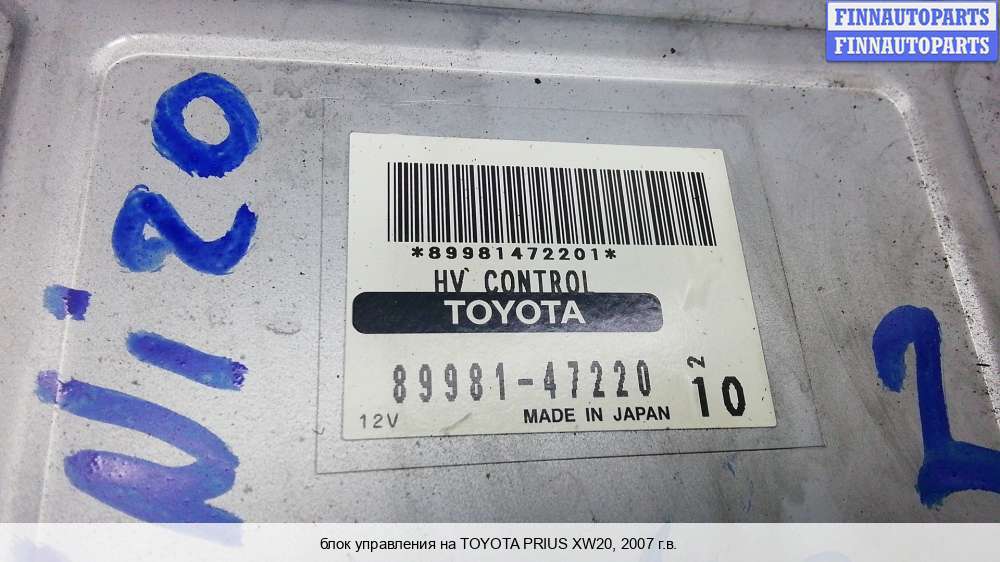 FINNAUTOPARTS
FINNAUTOPARTS
*89981472201*
HV CONTROL
TOYOTA
89981-47220
2
10
12V
MADE IN JAPAN
2
блок управления на TOYOTA PRIUS XW20, 2007 г.в.